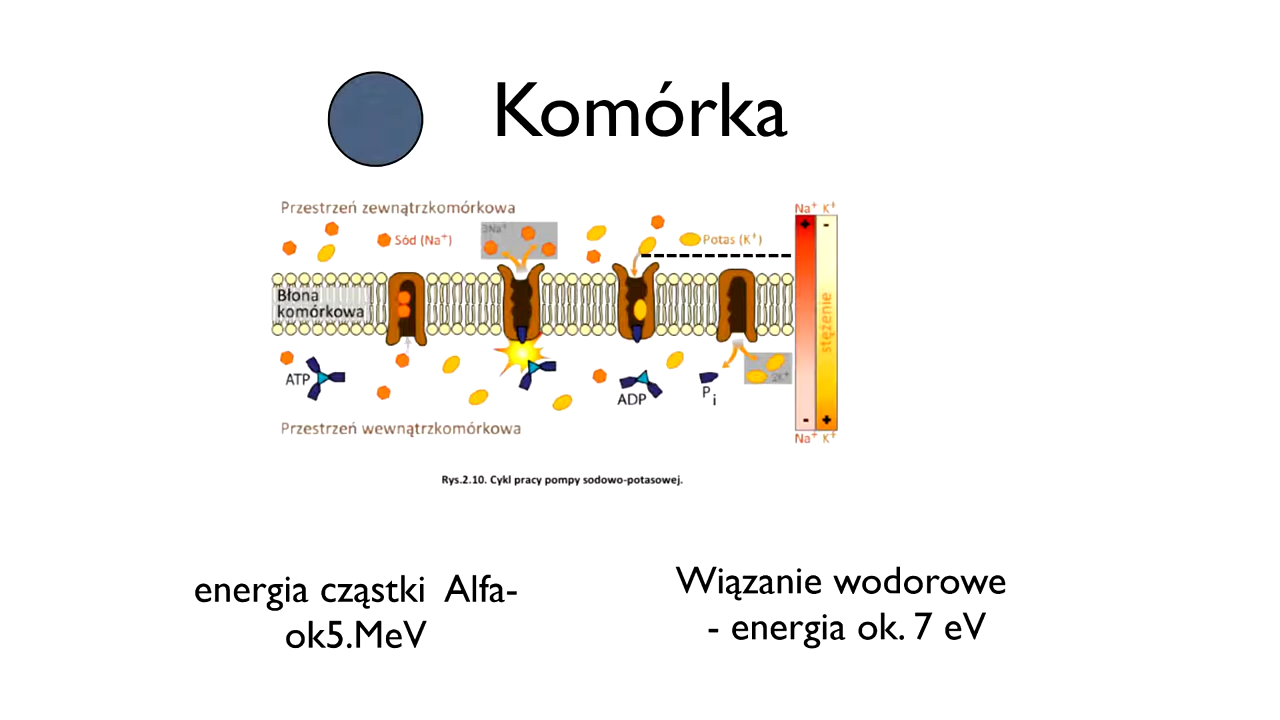 Komórka
Przestrzeń zewnątrzkomórkowa
Na⁺ K⁺
3Na⁺
Sód (Na⁺)
Potas (K⁺)
+ -
Błona
komórkowa
stężenie
ATP
ADP
P i
2K⁺
- +
Przestrzeń wewnątrzkomórkowa
Na⁺ K⁺
Rys.2.10. Cykl pracy pompy sodowo-potasowej.
energia cząstki Alfa-
ok5.MeV
Wiązanie wodorowe
- energia ok. 7 eV